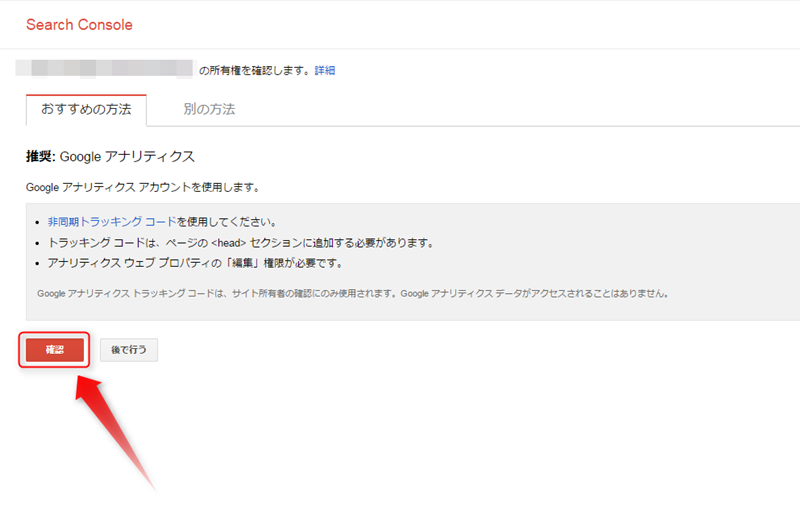 Search Console
の所有権を確認します。詳細
おすすめの方法 別の方法
推奨: Google アナリティクス
Google アナリティクス アカウントを使用します。
• 非同期トラッキング コードを使用してください。
• トラッキング コードは、ページの <head> セクションに追加する必要があります。
• アナリティクス ウェブ プロパティの「編集」権限が必要です。
Google アナリティクス トラッキング コードは、サイト所有者の確認にのみ使用されます。Google アナリティクス データがアクセスされることはありません。
確認 後で行う